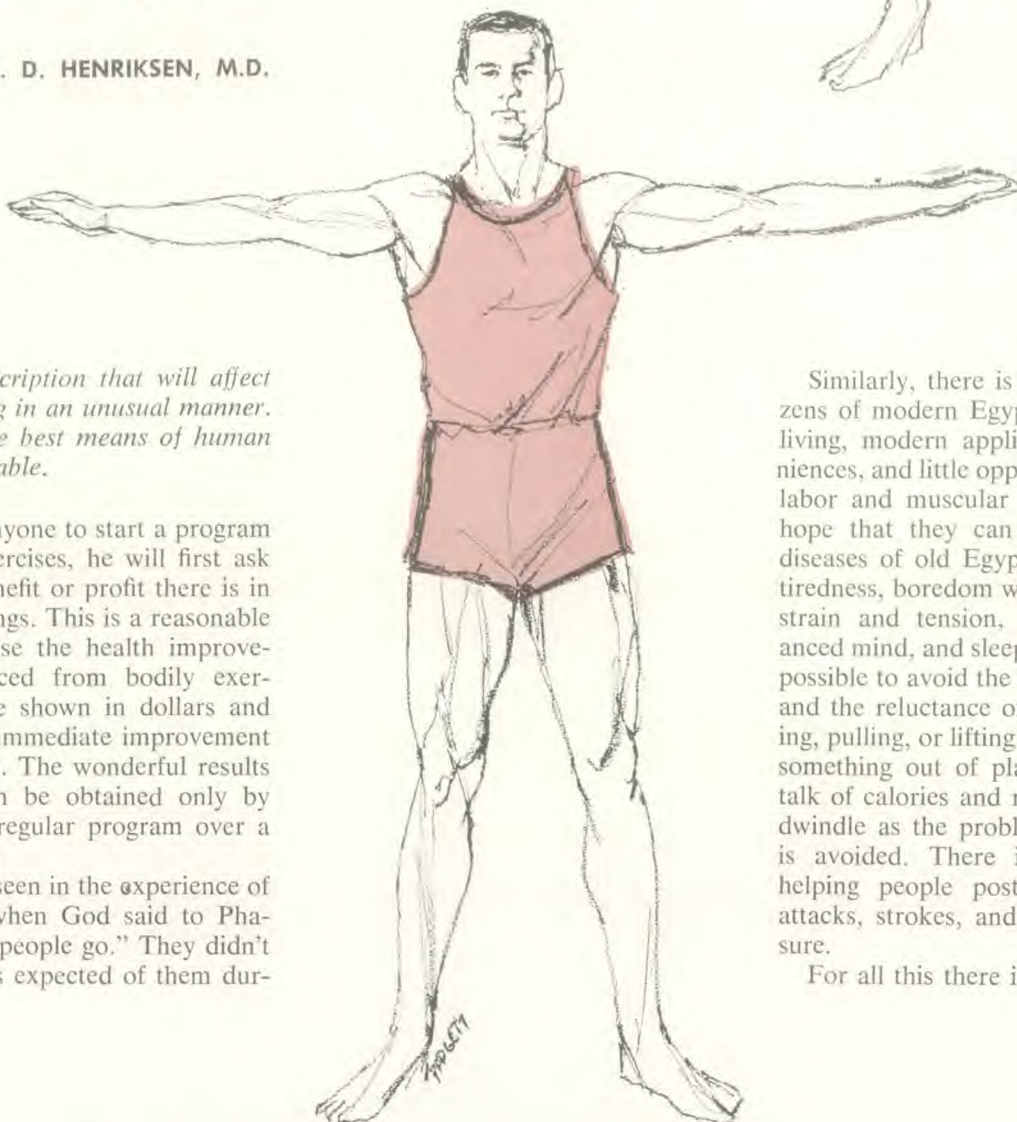 . D. HENRIKSEN, M.D.
cription that will affect
g in an unusual manner.
e best means of human
able.
nyone to start a program
ercises, he will first ask
nefit or profit there is in
ngs. This is a reasonable
se the health improve-
ced from bodily exer-
e shown in dollars and
immediate improvement
. The wonderful results
n be obtained only by
regular program over a
seen in the experience of
when God said to Pha-
people go." They didn't
s expected of them dur-
PADGETT
Similarly, there is
zens of modern Egyp
living, modern appli
niences, and little opp
labor and muscular
hope that they can
diseases of old Egyp
tiredness, boredom w
strain and tension,
anced mind, and sleep
possible to avoid the
and the reluctance o
ing, pulling, or lifting
something out of pla
talk of calories and r
dwindle as the probl
is avoided. There i
helping people post
attacks, strokes, and
sure.
For all this there i